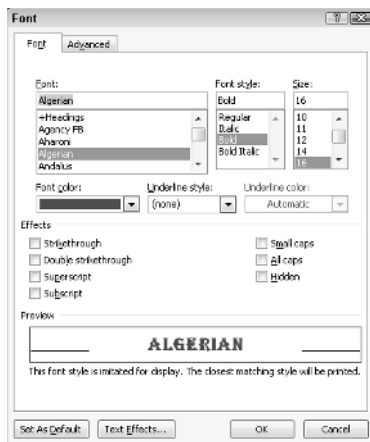 Font
Font Advanced
Font: Font style: Size:
Algerian Bold 16
+Headings Regular 10
Agency FB Italic 11
Aharoni Bold 12
Algerian Bold Italic 14
Andalus 16
Font color: Underline style: Underline color:
(none) Automatic
Effects
Strikethrough Small caps
Double strikethrough All caps
Superscript Hidden
Subscript
Preview
ALGERIAN
This font style is imitated for display. The closest matching style will be printed.
Set As Default Text Effects... OK Cancel